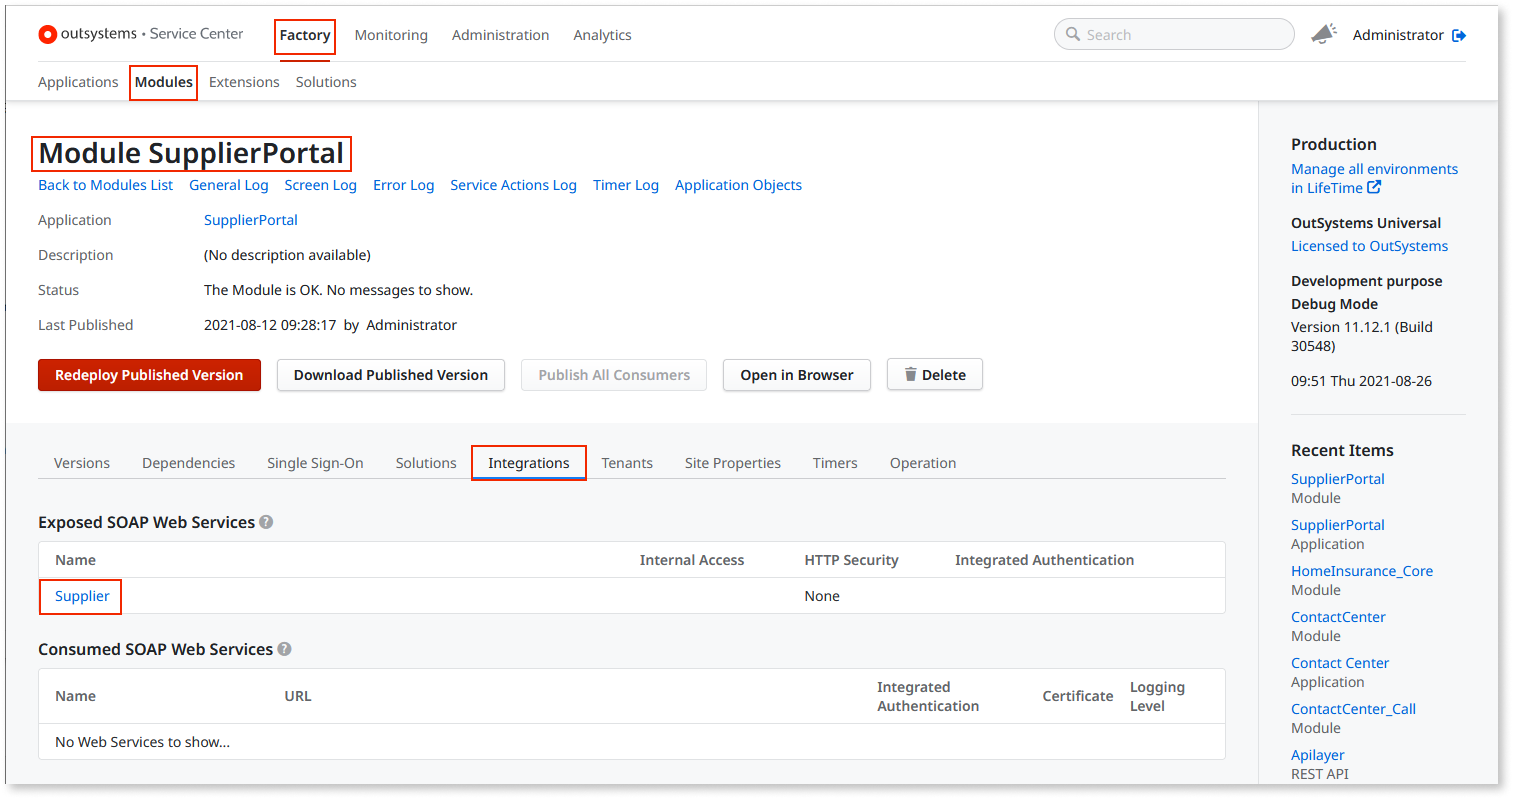 outsystems • Service Center Factory Monitoring Administration Analytics Search Administrator
Applications Modules Extensions Solutions
Module SupplierPortal
Back to Modules List General Log Screen Log Error Log Service Actions Log Timer Log Application Objects
Application SupplierPortal
Description (No description available)
Status The Module is OK. No messages to show.
Last Published 2021-08-12 09:28:17 by Administrator
Redeploy Published Version Download Published Version Publish All Consumers Open in Browser Delete
Versions Dependencies Single Sign-On Solutions Integrations Tenants Site Properties Timers Operation
Exposed SOAP Web Services ?
Name Internal Access HTTP Security Integrated Authentication
Supplier None
Consumed SOAP Web Services ?
Name URL Integrated Authentication Certificate Logging Level
No Web Services to show...
Production
Manage all environments
in LifeTime
OutSystems Universal
Licensed to OutSystems
Development purpose
Debug Mode
Version 11.12.1 (Build
30548)
09:51 Thu 2021-08-26
Recent Items
SupplierPortal
Module
SupplierPortal
Application
HomeInsurance_Core
Module
ContactCenter
Module
Contact Center
Application
ContactCenter_Call
Module
Apilayer
REST API